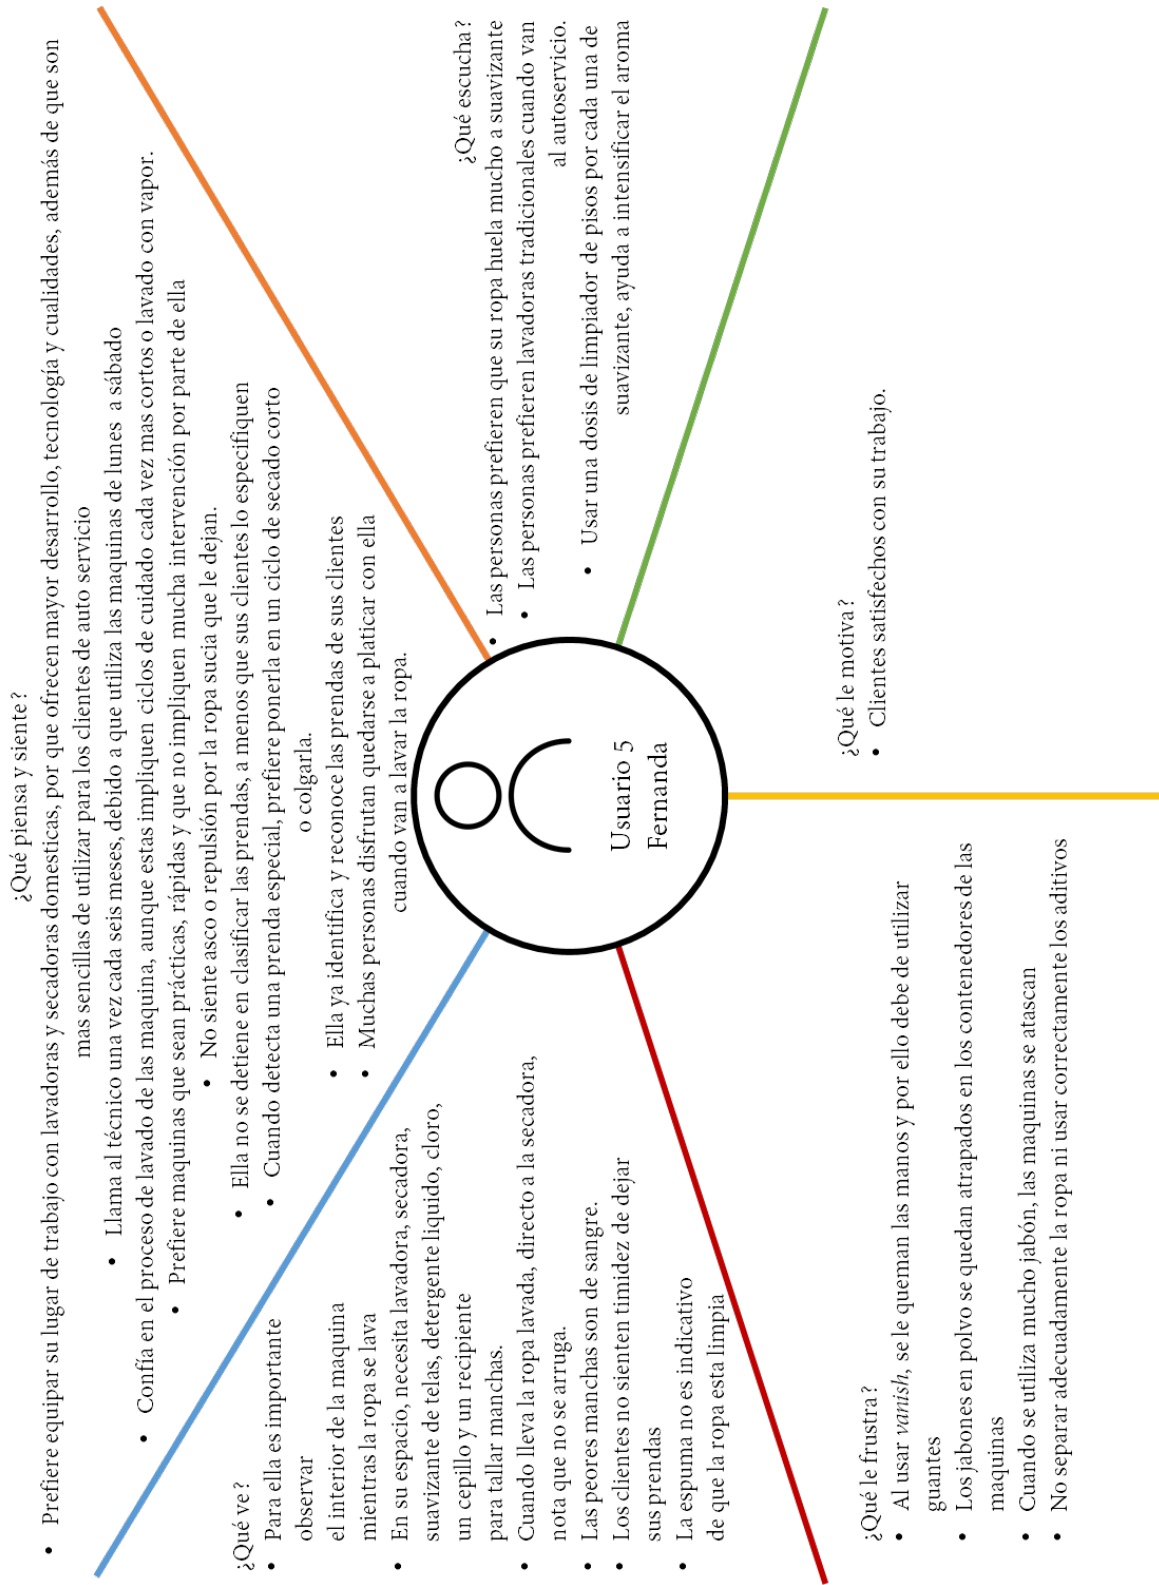 ¿Qué piensa y siente?
• Prefiere equipar su lugar de trabajo con lavadoras y secadoras domesticas, por que ofrecen mayor desarrollo, tecnología y cualidades, además de que son
mas sencillas de utilizar para los clientes de auto servicio
• Llama al técnico una vez cada seis meses, debido a que utiliza las maquinas de lunes a sábado
• Confía en el proceso de lavado de las maquina, aunque estas impliquen ciclos de cuidado cada vez mas cortos o lavado con vapor.
• Prefiere maquinas que sean prácticas, rápidas y que no impliquen mucha intervención por parte de ella
• No siente asco o repulsión por la ropa sucia que le dejan.
• Ella no se detiene en clasificar las prendas, a menos que sus clientes lo especifiquen
• Cuando detecta una prenda especial, prefiere ponerla en un ciclo de secado corto
o colgarla.
• Ella ya identifica y reconoce las prendas de sus clientes
• Muchas personas disfrutan quedarse a platicar con ella
cuando van a lavar la ropa.
¿Qué ve?
• Para ella es importante
observar
el interior de la maquina
mientras la ropa se lava
• En su espacio, necesita lavadora, secadora,
suavizante de telas, detergente liquido, cloro,
un cepillo y un recipiente
para tallar manchas.
• Cuando lleva la ropa lavada, directo a la secadora,
nota que no se arruga.
• Las peores manchas son de sangre.
• Los clientes no sienten timidez de dejar
sus prendas
• La espuma no es indicativo
de que la ropa esta limpia
Usuario 5
Fernanda
¿Qué escucha?
• Las personas prefieren que su ropa huela mucho a suavizante
• Las personas prefieren lavadoras tradicionales cuando van
al autoservicio.
• Usar una dosis de limpiador de pisos por cada una de
suavizante, ayuda a intensificar el aroma
¿Qué le frustra?
• Al usar vanish, se le queman las manos y por ello debe de utilizar
guantes
• Los jabones en polvo se quedan atrapados en los contenedores de las
maquinas
• Cuando se utiliza mucho jabón, las maquinas se atascan
• No separar adecuadamente la ropa ni usar correctamente los aditivos
¿Qué le motiva?
• Clientes satisfechos con su trabajo.